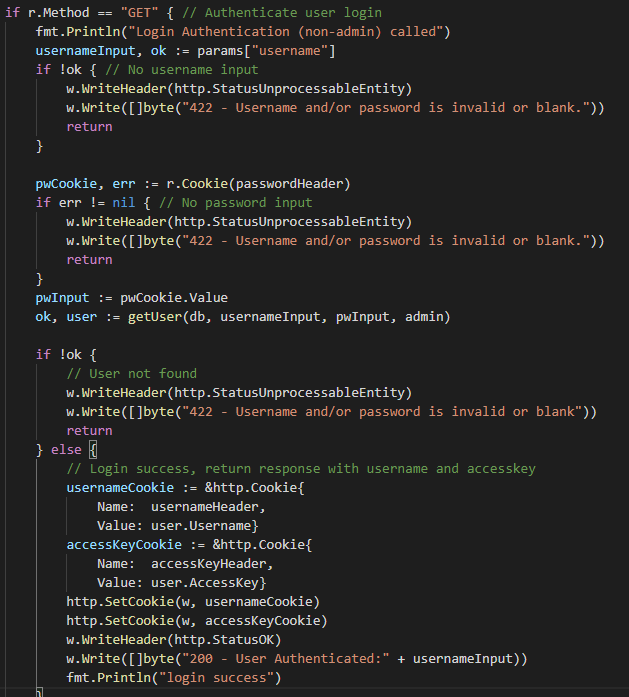 if r.Method == "GET" { // Authenticate user login
fmt.Println("Login Authentication (non-admin) called")
usernameInput, ok := params["username"]
if !ok { // No username input
w.WriteHeader(http.StatusUnprocessableEntity)
w.Write([]byte("422 - Username and/or password is invalid or blank."))
return
}
pwCookie, err := r.Cookie(passwordHeader)
if err != nil { // No password input
w.WriteHeader(http.StatusUnprocessableEntity)
w.Write([]byte("422 - Username and/or password is invalid or blank."))
return
}
pwInput := pwCookie.Value
ok, user := getUser(db, usernameInput, pwInput, admin)
if !ok {
// User not found
w.WriteHeader(http.StatusUnprocessableEntity)
w.Write([]byte("422 - Username and/or password is invalid or blank"))
return
} else {
// Login success, return response with username and accesskey
usernameCookie := &http.Cookie{
Name:  usernameHeader,
Value: user.Username}
accessKeyCookie := &http.Cookie{
Name:  accessKeyHeader,
Value: user.AccessKey}
http.SetCookie(w, usernameCookie)
http.SetCookie(w, accessKeyCookie)
w.WriteHeader(http.StatusOK)
w.Write([]byte("200 - User Authenticated:" + usernameInput))
fmt.Println("login success")
}